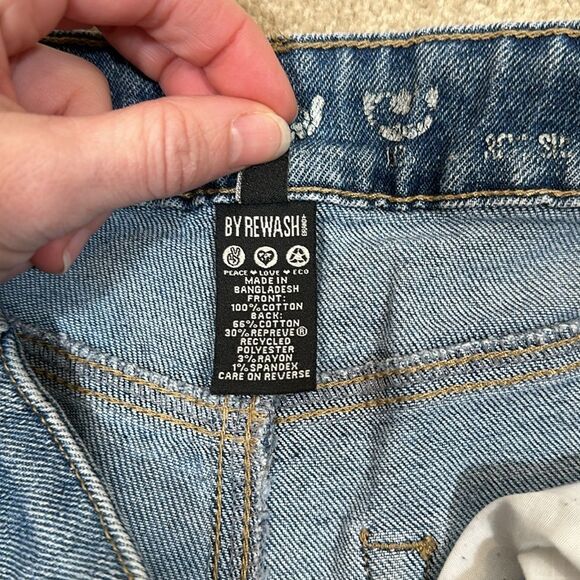 BY REWASH BRAND®
PEACE ♥ LOVE ♥ ECO
MADE IN
BANGLADESH
FRONT:
100% COTTON
BACK:
66% COTTON
30% REPREVE®
RECYCLED
POLYESTER
3% RAYON
1% SPANDEX
CARE ON REVERSE